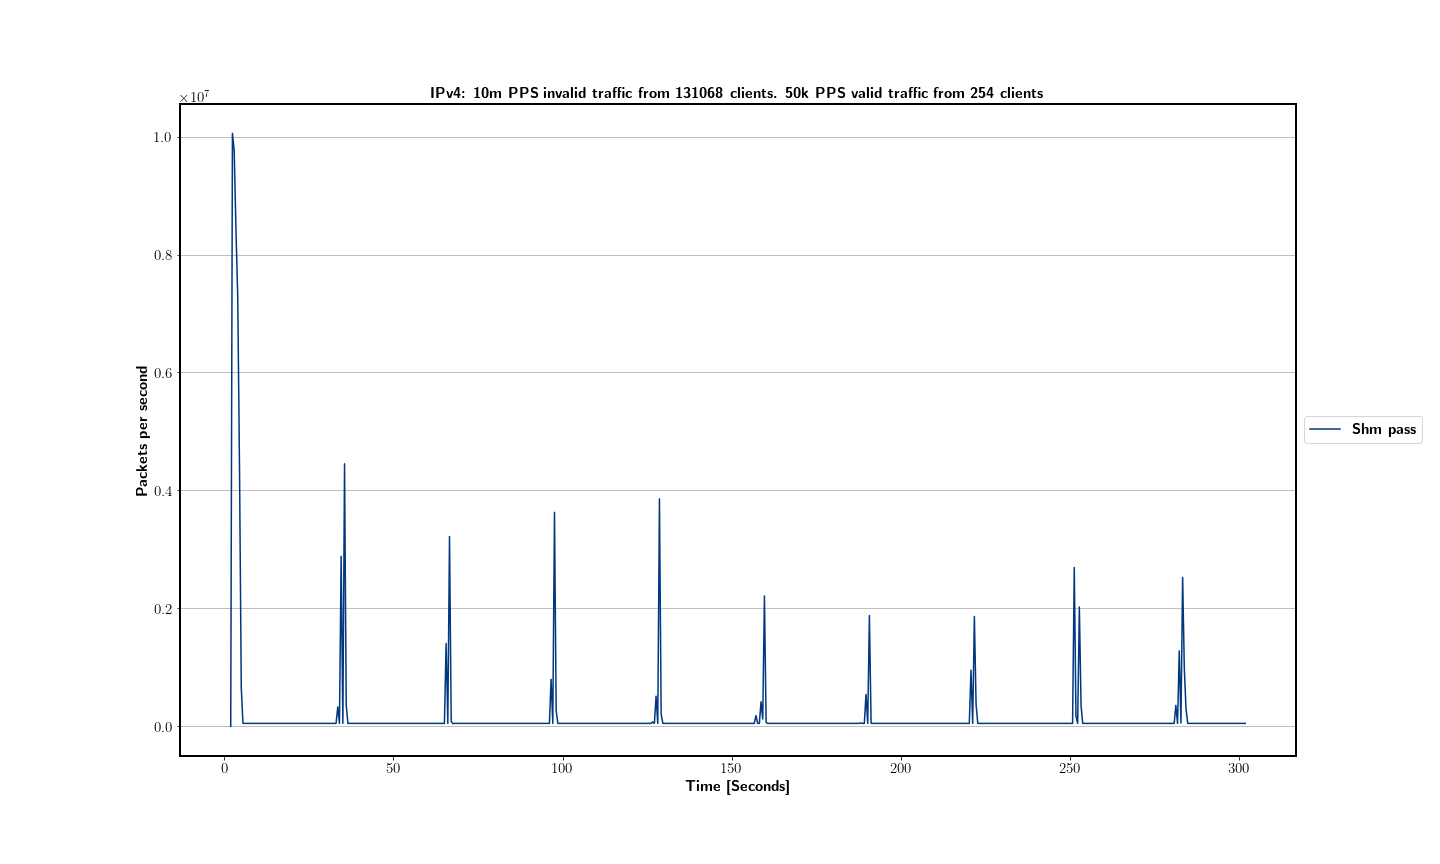 IPv4: 10m PPS invalid traffic from 131068 clients. 50k PPS valid traffic from 254 clients
×10⁷
1.0
0.8
0.6
0.4
0.2
0.0
Packets per second
0 50 100 150 200 250 300
Time [Seconds]
Shm pass